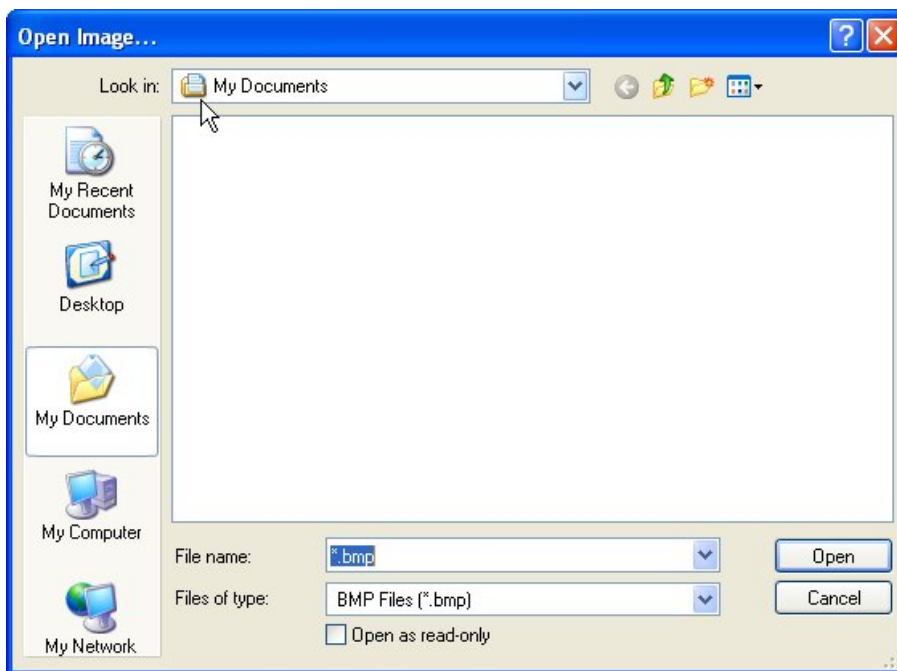 Open Image...
Look in:
My Documents
My Recent
Documents
Desktop
My Documents
My Computer
My Network
File name:
*.bmp
Open
Files of type:
BMP Files (*.bmp)
Cancel
Open as read-only